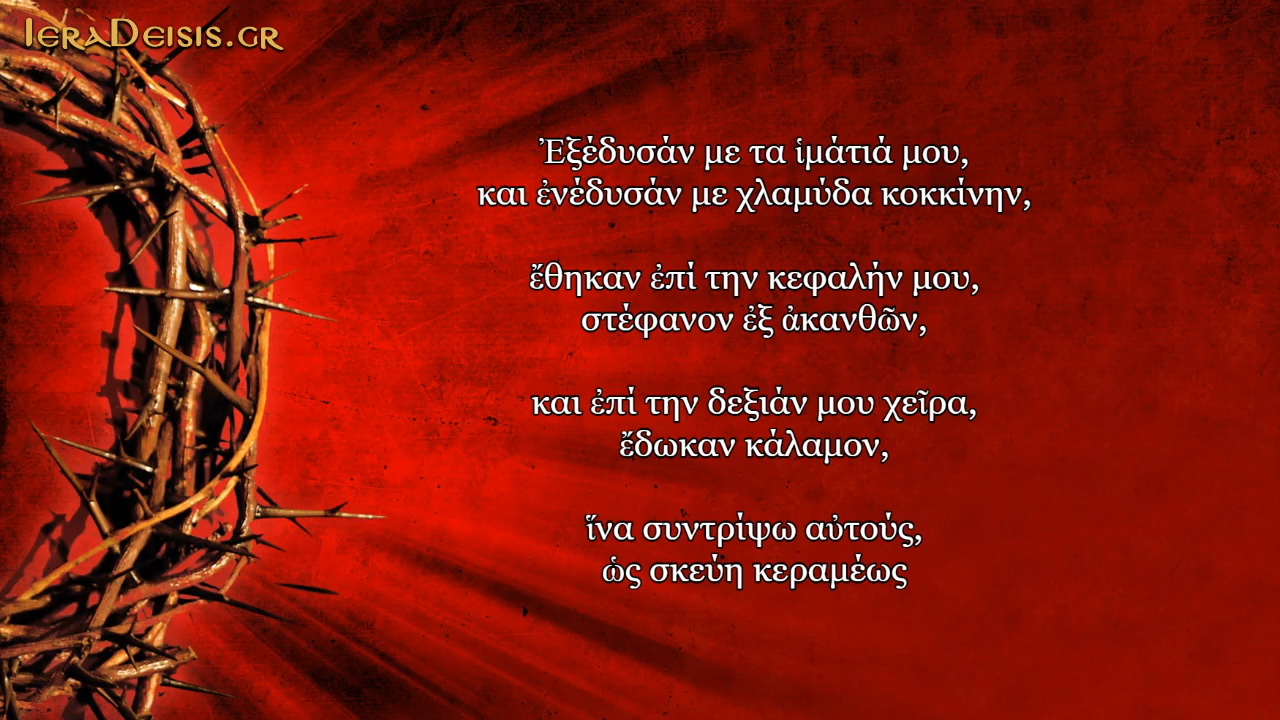 IeraDeisis.gr
Ἐξέδυσάν με τα ἱμάτιά μου,
και ἐνέδυσάν με χλαμύδα κοκκίνην,
ἔθηκαν ἐπί την κεφαλήν μου,
στέφανον ἐξ ἀκανθῶν,
και ἐπί την δεξιάν μου χεῖρα,
ἔδωκαν κάλαμον,
ἵνα συντρίψω αὐτούς,
ὡς σκεύη κεραμέως